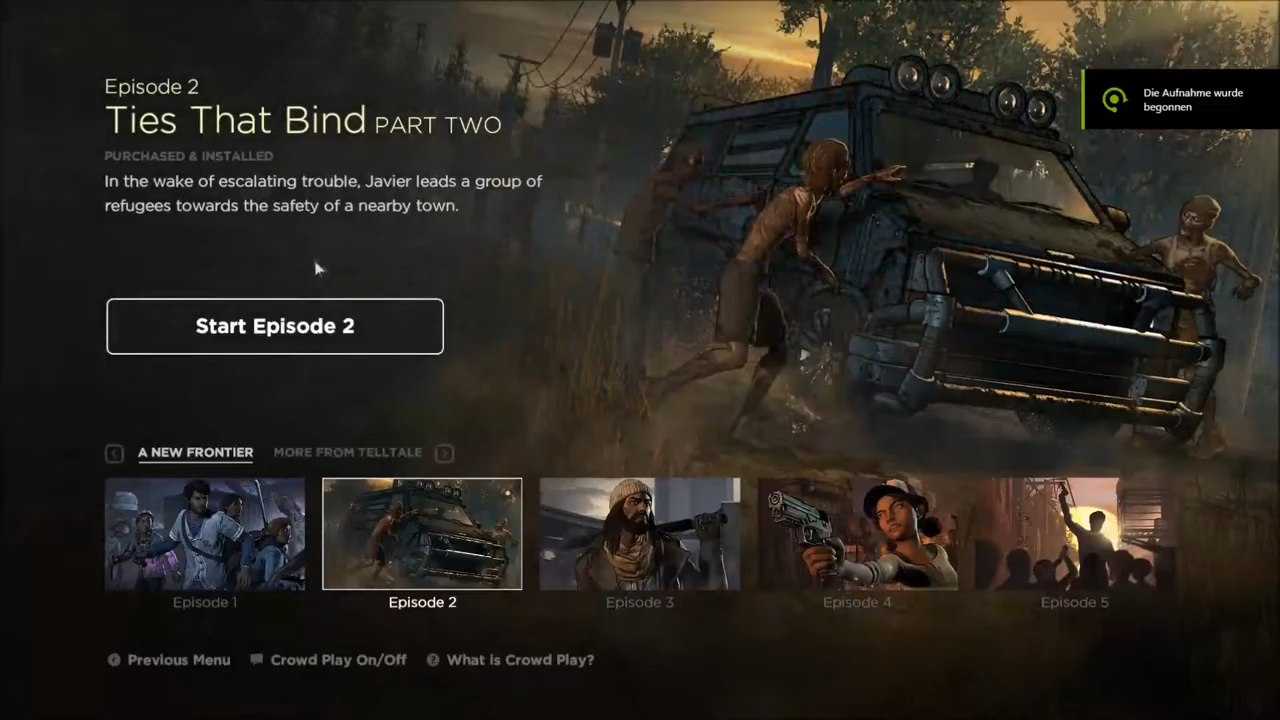 Episode 2
Ties That Bind PART TWO
PURCHASED & INSTALLED
In the wake of escalating trouble, Javier leads a group of
refugees towards the safety of a nearby town.
Die Aufnahme wurde
begonnen
Start Episode 2
A NEW FRONTIER MORE FROM TELLTALE
Episode 1 Episode 2 Episode 3 Episode 4 Episode 5
Previous Menu Crowd Play On/Off What is Crowd Play?